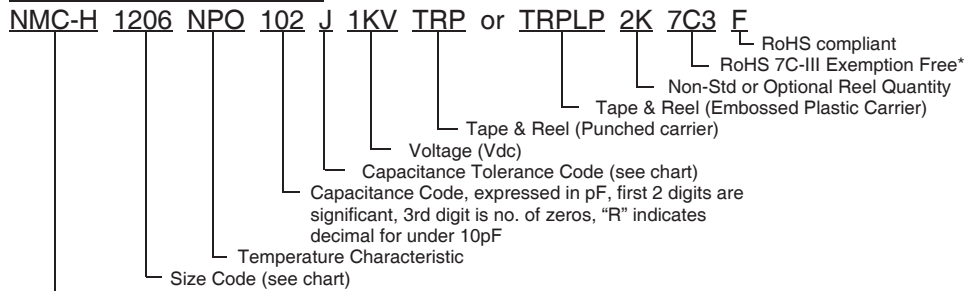 NMC-H 1206 NPO 102 J 1KV TRP or TRPLP 2K 7C3 F
RoHS compliant
RoHS 7C-III Exemption Free*
Non-Std or Optional Reel Quantity
Tape & Reel (Embossed Plastic Carrier)
Tape & Reel (Punched carrier)
Voltage (Vdc)
Capacitance Tolerance Code (see chart)
Capacitance Code, expressed in pF, first 2 digits are
significant, 3rd digit is no. of zeros, “R” indicates
decimal for under 10pF
Temperature Characteristic
Size Code (see chart)